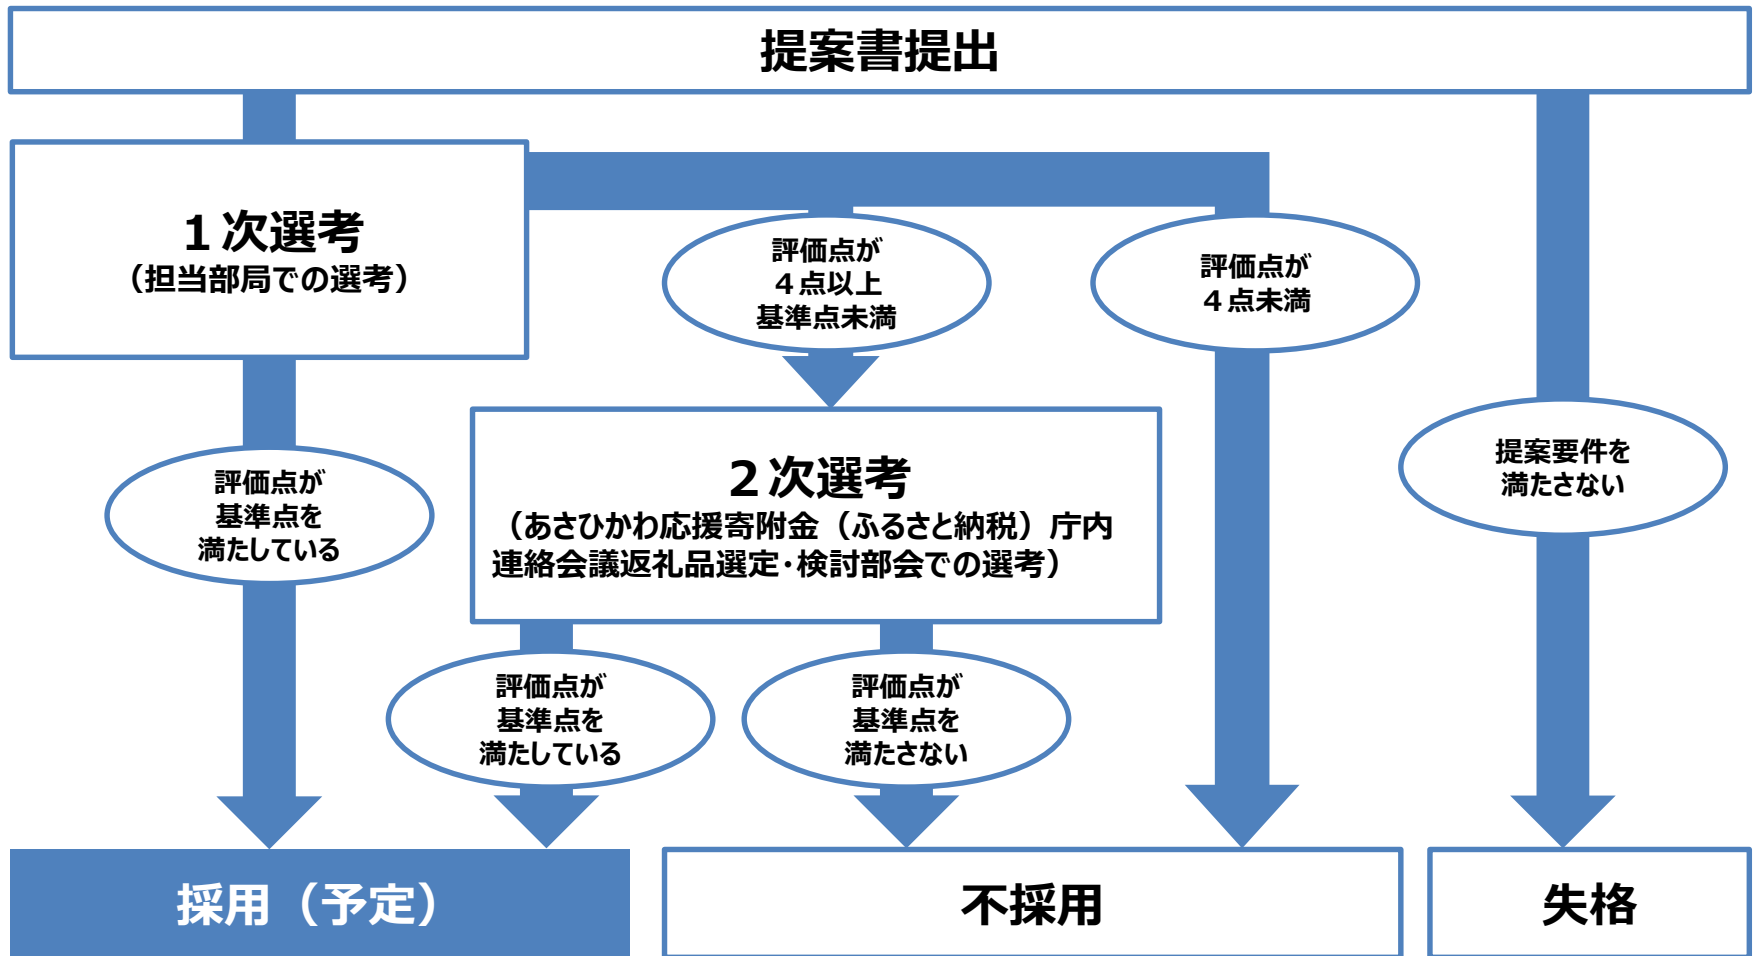 提案書提出
１次選考
（担当部局での選考）
評価点が
４点以上
基準点未満
評価点が
４点未満
評価点が
基準点を
満たしている
２次選考
（あさひかわ応援寄附金（ふるさと納税）庁内
連絡会議返礼品選定・検討部会での選考）
提案要件を
満たさない
評価点が
基準点を
満たしている
評価点が
基準点を
満たさない
採用（予定）
不採用
失格